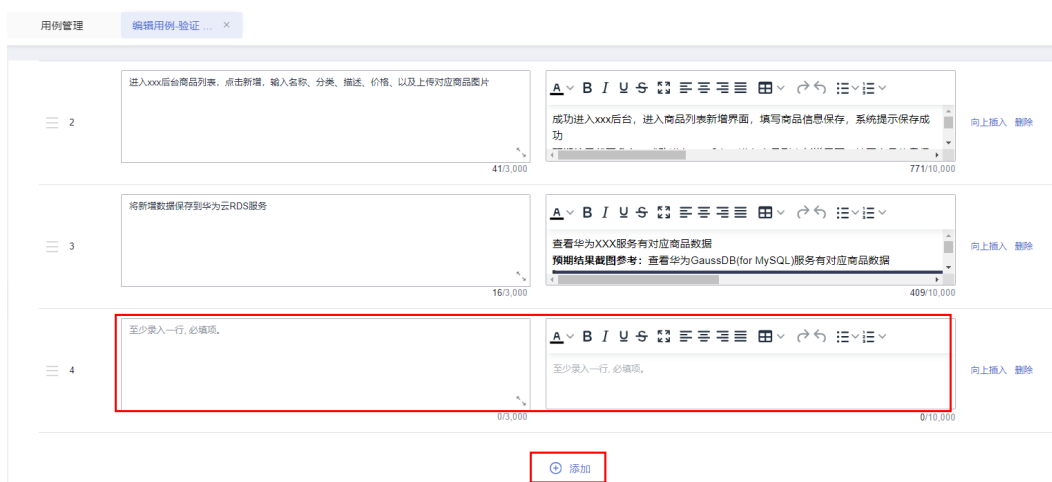 用例管理
编辑用例-验证 ... ×
进入xxx后台商品列表，点击新增，输入名称、分类、描述、价格、以及上传对应商品图片
41/3,000
2
A B I U S
成功进入xxx后台，进入商品列表新增界面，填写商品信息保存，系统提示保存成
功
771/10,000
向上插入 删除
将新增数据保存到华为云RDS服务
16/3,000
3
A B I U S
查看华为XXX服务有对应商品数据
预期结果截图参考：查看华为GaussDB(for MySQL)服务有对应商品数据
409/10,000
向上插入 删除
至少录入一行, 必填项。
0/3,000
4
A B I U S
至少录入一行, 必填项。
0/10,000
向上插入 删除
添加